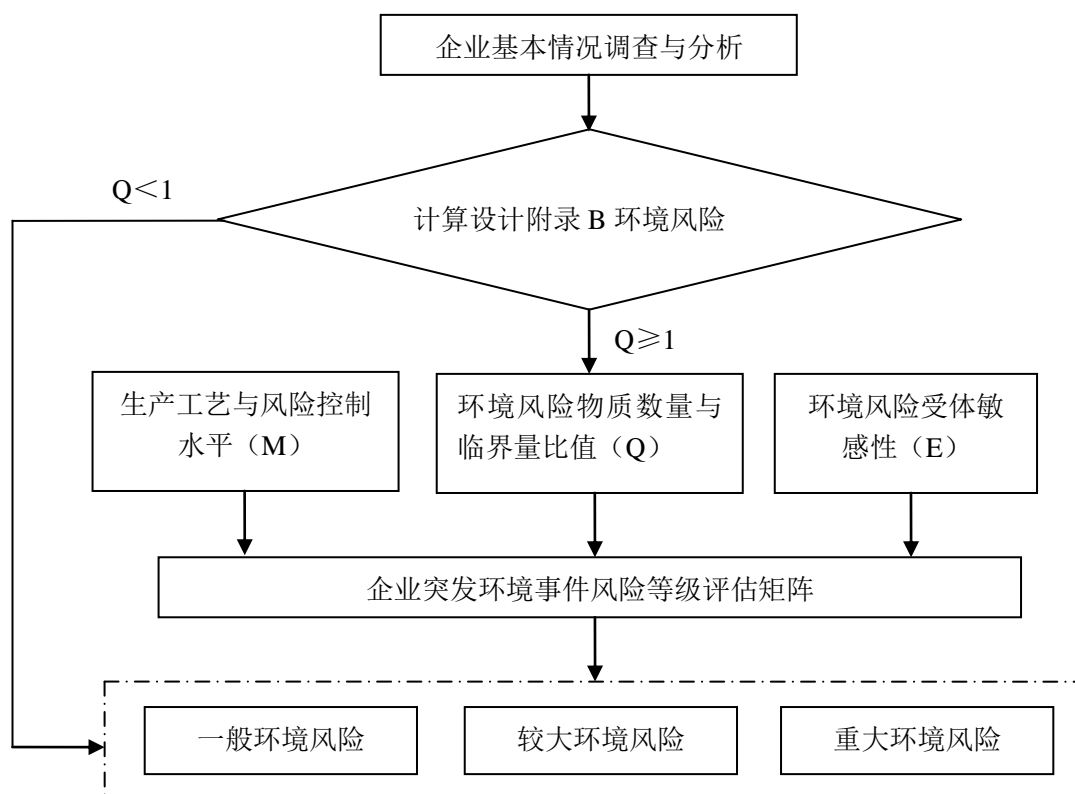 企业基本情况调查与分析
Q＜1
计算设计附录 B 环境风险
Q≥1
生产工艺与风险控制
水平（M）
环境风险物质数量与
临界量比值（Q）
环境风险受体敏
感性（E）
企业突发环境事件风险等级评估矩阵
一般环境风险
较大环境风险
重大环境风险